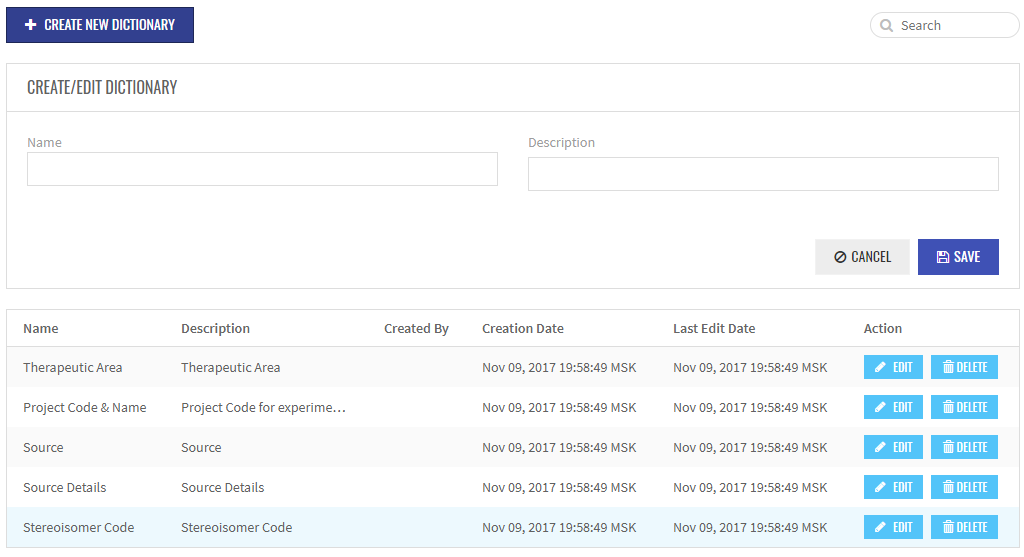 CREATE NEW DICTIONARY Search
CREATE/EDIT DICTIONARY
Name Description
CANCEL SAVE
Name Description Created By Creation Date Last Edit Date Action
Therapeutic Area Therapeutic Area Nov 09, 2017 19:58:49 MSK Nov 09, 2017 19:58:49 MSK EDIT DELETE
Project Code & Name Project Code for experime… Nov 09, 2017 19:58:49 MSK Nov 09, 2017 19:58:49 MSK EDIT DELETE
Source Source Nov 09, 2017 19:58:49 MSK Nov 09, 2017 19:58:49 MSK EDIT DELETE
Source Details Source Details Nov 09, 2017 19:58:49 MSK Nov 09, 2017 19:58:49 MSK EDIT DELETE
Stereoisomer Code Stereoisomer Code Nov 09, 2017 19:58:49 MSK Nov 09, 2017 19:58:49 MSK EDIT DELETE